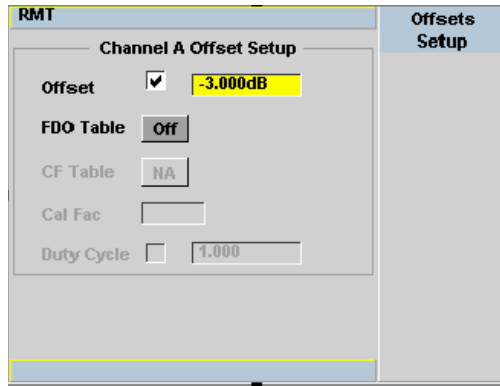 RMT
Offsets
Setup
Channel A Offset Setup
Offset -3.000dB
FDO Table Off
CF Table NA
Cal Fac
Duty Cycle 1.000